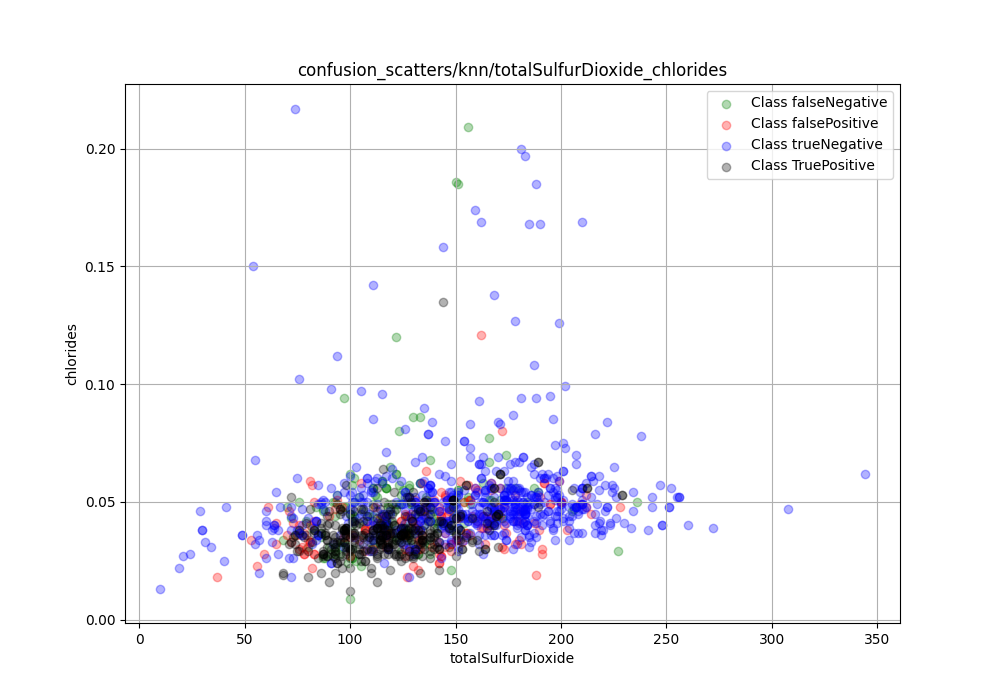 confusion_scatters/knn/totalSulfurDioxide_chlorides
Class falseNegative
Class falsePositive
Class trueNegative
Class TruePositive
0.20
0.15
0.10
0.05
0.00
chlorides
0 50 100 150 200 250 300 350
totalSulfurDioxide